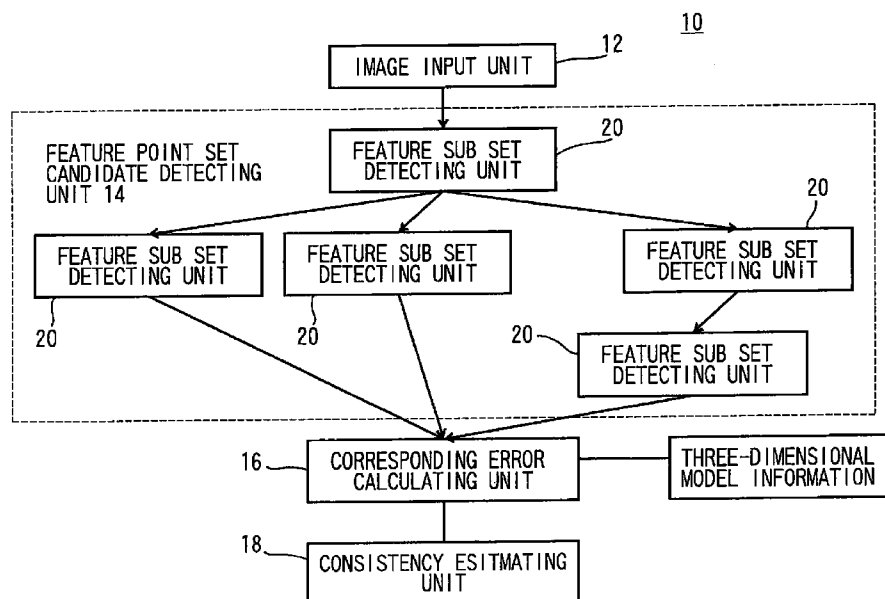 10
12
IMAGE INPUT UNIT
20
FEATURE SUB SET
DETECTING UNIT
FEATURE POINT SET
CANDIDATE DETECTING
UNIT 14
20
FEATURE SUB SET
DETECTING UNIT
FEATURE SUB SET
DETECTING UNIT
FEATURE SUB SET
DETECTING UNIT
20
20
20
FEATURE SUB SET
DETECTING UNIT
16
CORRESPONDING ERROR
CALCULATING UNIT
THREE-DIMENSIONAL
MODEL INFORMATION
18
CONSISTENCY ESITMATING
UNIT